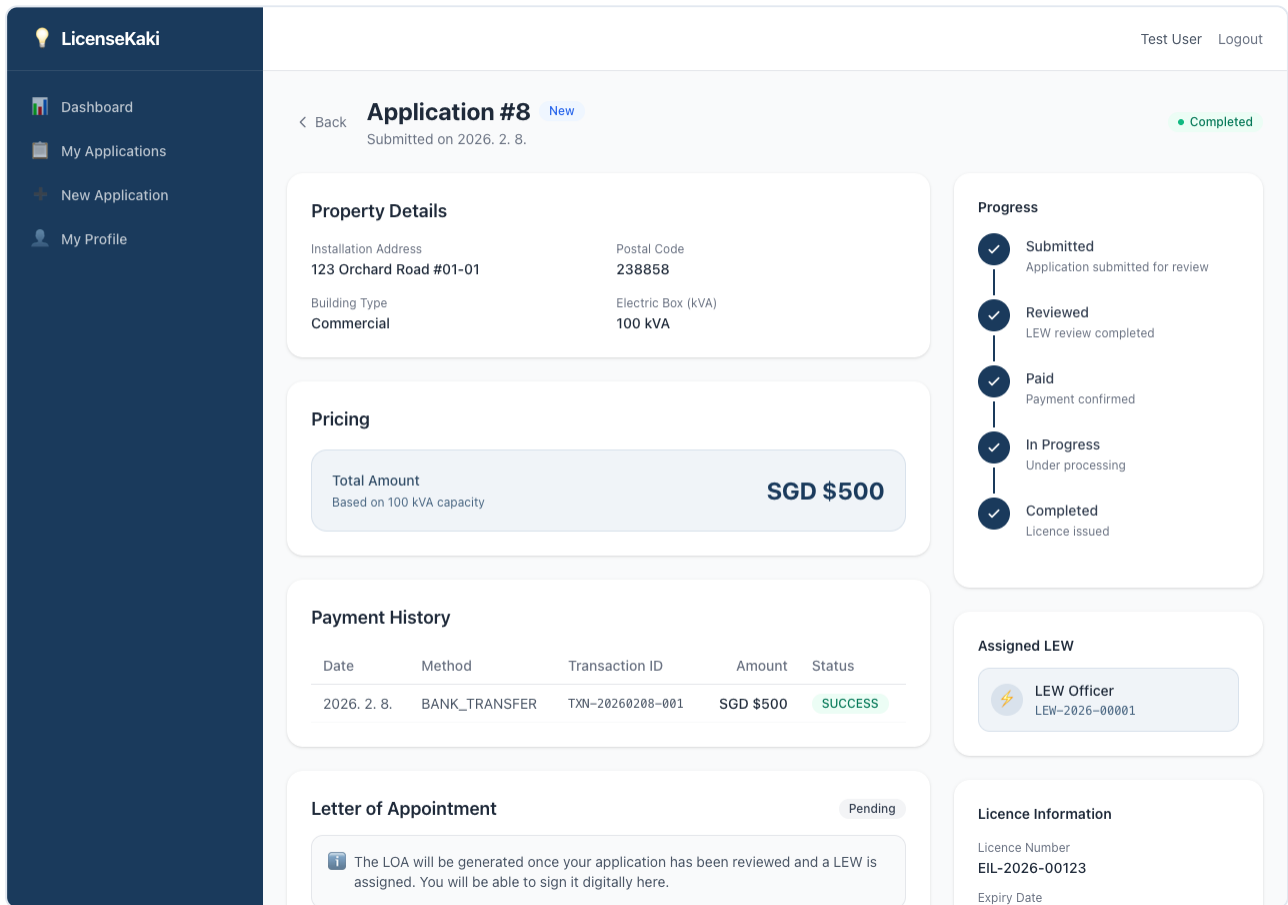 LicenseKaki
Test User Logout
Dashboard
My Applications
New Application
My Profile
Back
Application #8 New
Submitted on 2026. 2. 8.
Completed
Property Details
Installation Address
123 Orchard Road #01-01
Postal Code
238858
Building Type
Commercial
Electric Box (kVA)
100 kVA
Pricing
Total Amount
Based on 100 kVA capacity
SGD $500
Payment History
Date Method Transaction ID Amount Status
2026. 2. 8. BANK_TRANSFER TXN-20260208-001 SGD $500 SUCCESS
Letter of Appointment Pending
The LOA will be generated once your application has been reviewed and a LEW is
assigned. You will be able to sign it digitally here.
Progress
Submitted
Application submitted for review
Reviewed
LEW review completed
Paid
Payment confirmed
In Progress
Under processing
Completed
Licence issued
Assigned LEW
LEW Officer
LEW-2026-00001
Licence Information
Licence Number
EIL-2026-00123
Expiry Date